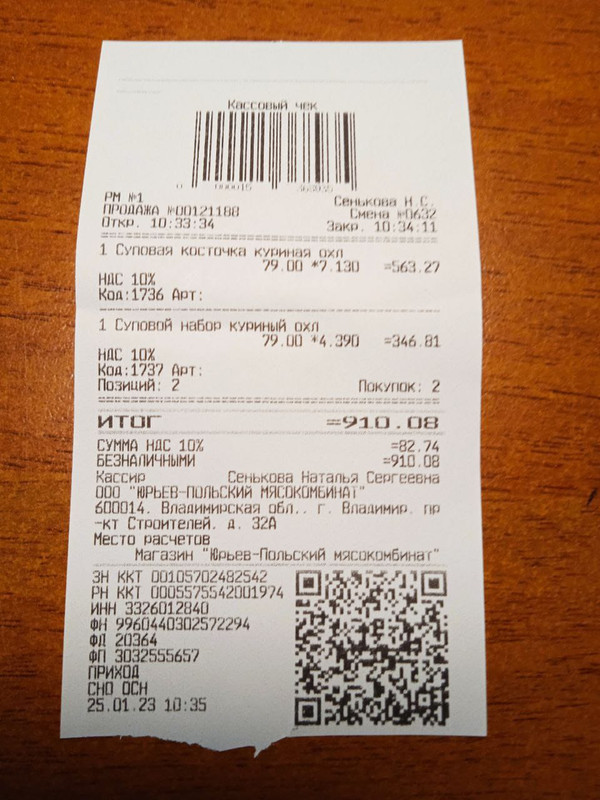 Кассовый чек
РМ №1 Сенькова Н.С.
ПРОДАЖА №00121188 Смена №0632
Откр. 10:33:34 Закр. 10:34:11
1 Суповая косточка куриная охл
79.00 *7.130 =563.27
НДС 10%
Код:1736 Арт:
1 Суповой набор куриный охл
79.00 *4.390 =346.81
НДС 10%
Код:1737 Арт:
Позиций: 2 Покупок: 2
ИТОГ =910.08
СУММА НДС 10% =82.74
БЕЗНАЛИЧНЫМИ =910.08
Кассир Сенькова Наталья Сергеевна
ООО "ЮРЬЕВ-ПОЛЬСКИЙ МЯСОКОМБИНАТ"
600014. Владимирская обл.. г. Владимир. пр
-кт Строителей. д. 32А
Место расчетов
Магазин "Юрьев-Польский мясокомбинат"
ЗН ККТ 00105702482542
РН ККТ 0005575542001974
ИНН 3326012840
ФН 9960440302572294
ФД 20364
ФП 3032555657
ПРИХОД
СНО ОСН
25.01.23 10:35